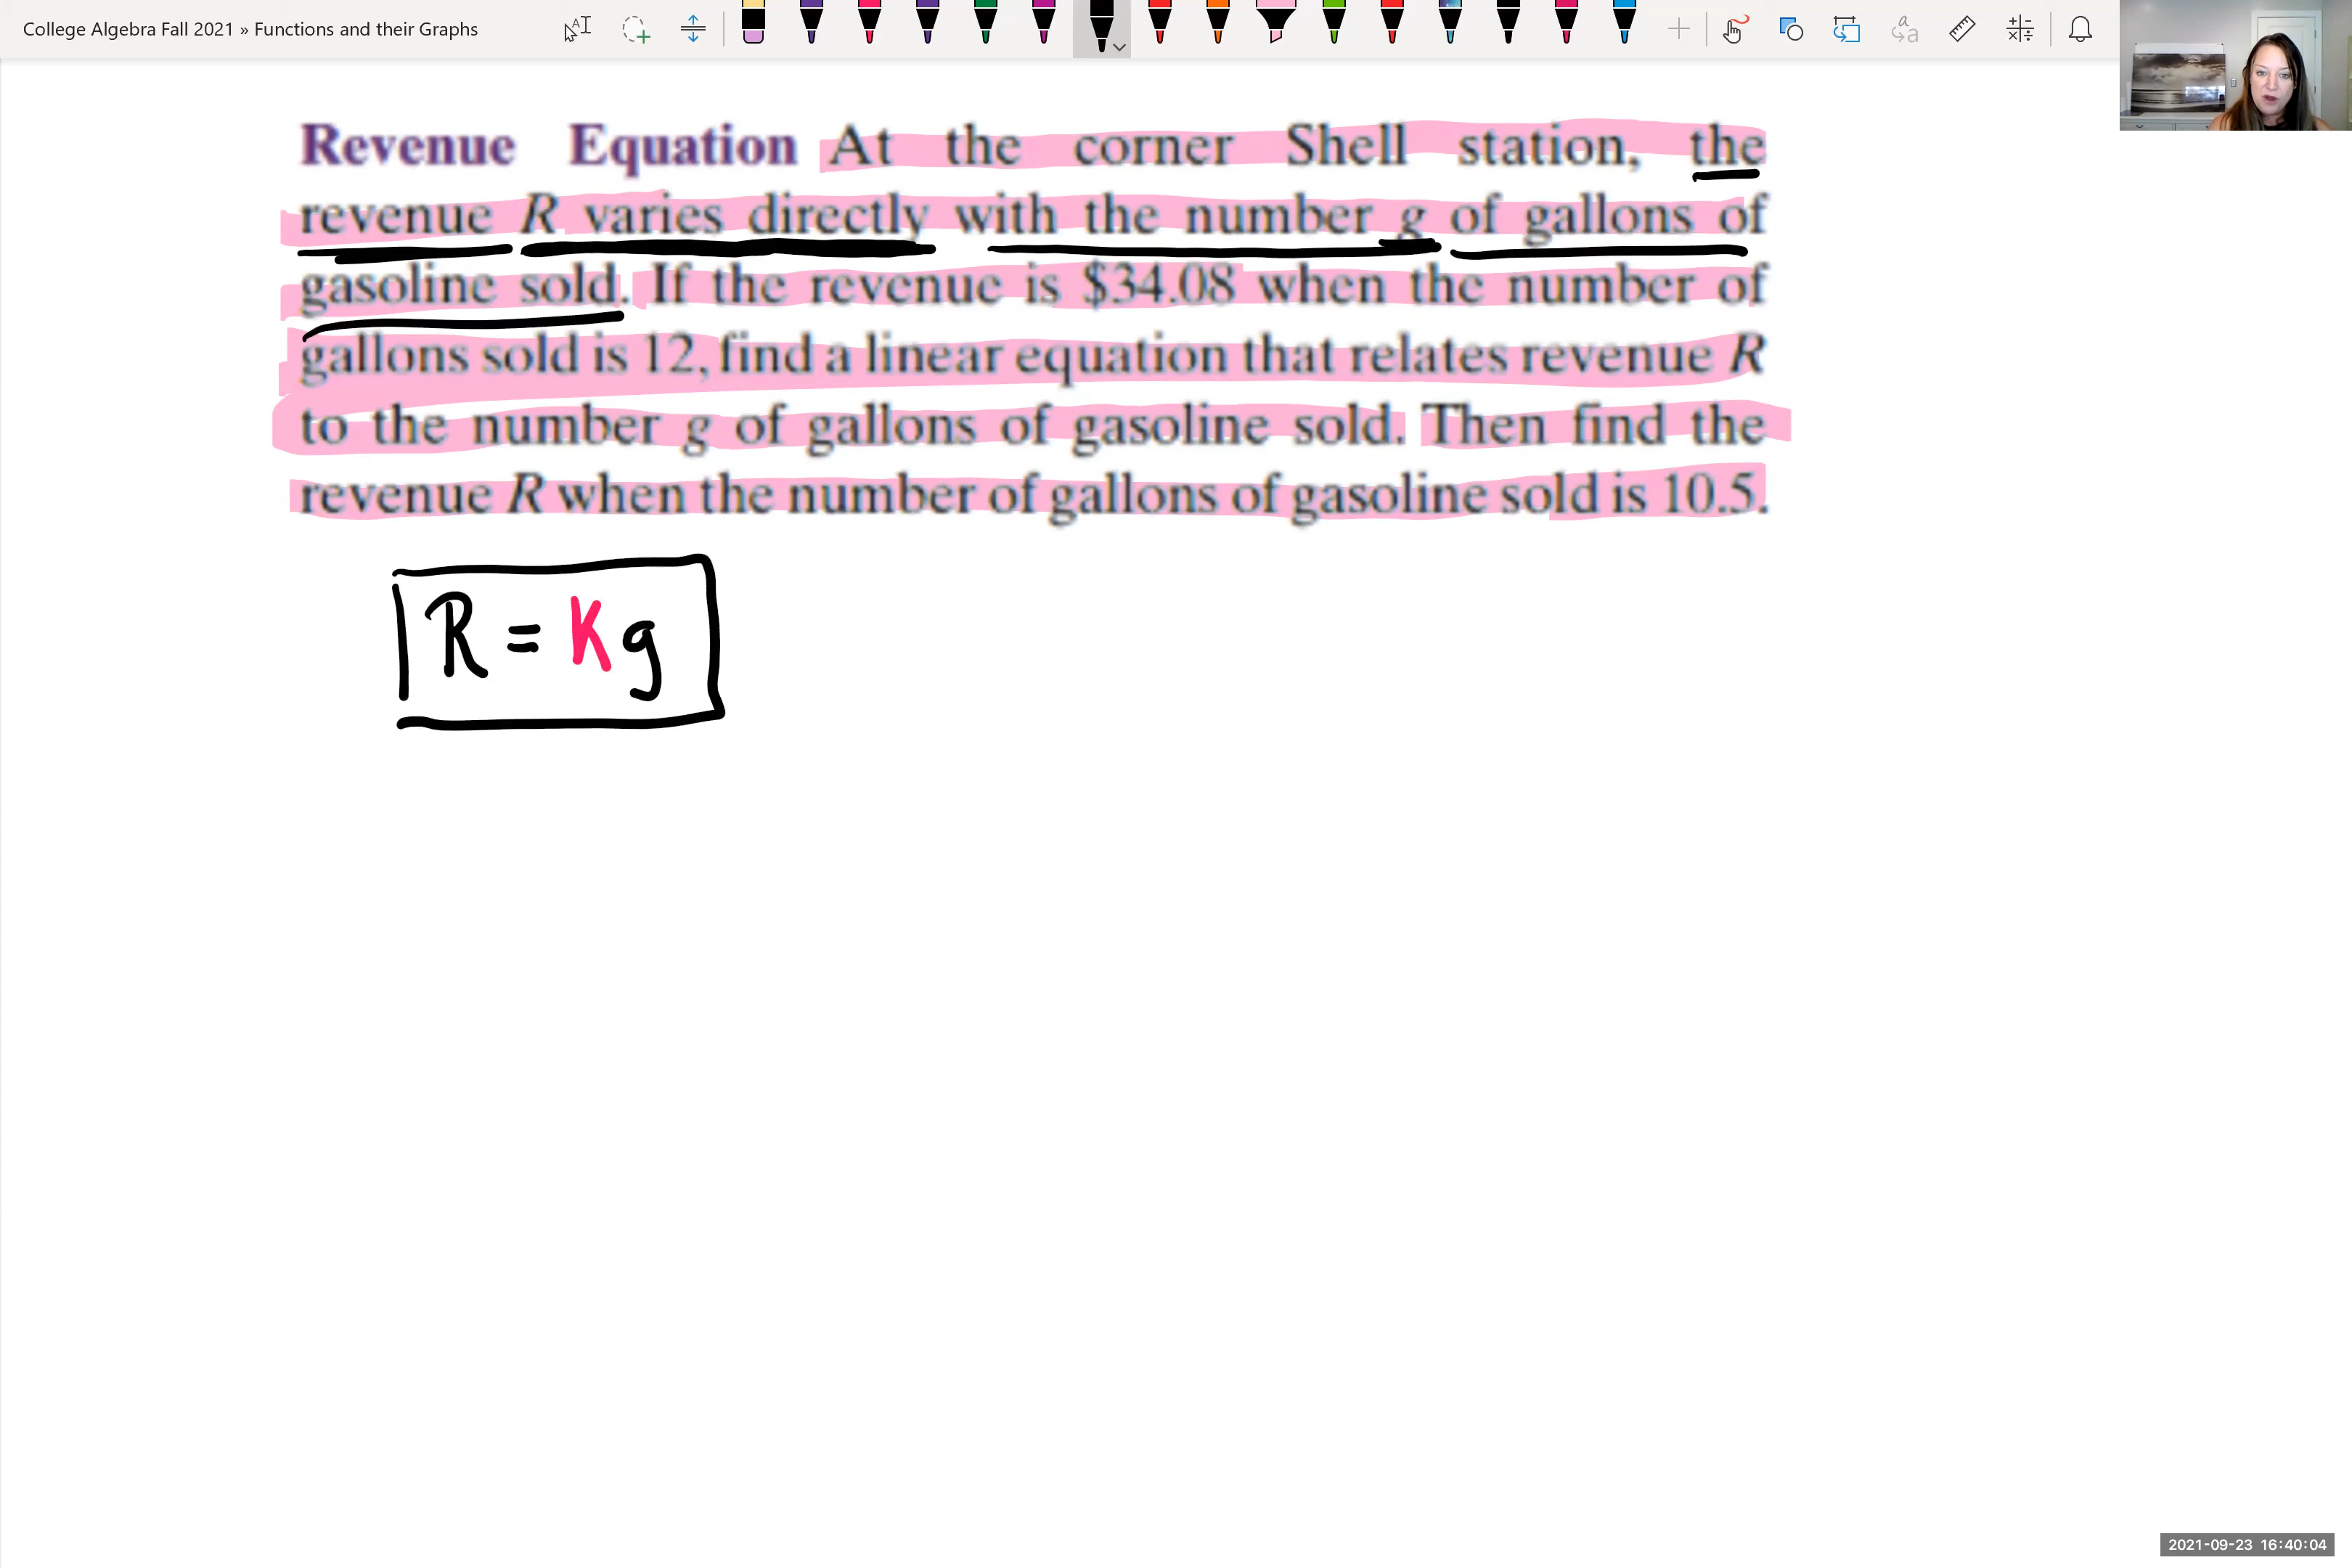 College Algebra Fall 2021 » Functions and their Graphs
Revenue Equation At the corner Shell station, the
revenue R varies directly with the number g of gallons of
gasoline sold. If the revenue is $34.08 when the number of
gallons sold is 12, find a linear equation that relates revenue R
to the number g of gallons of gasoline sold. Then find the
revenue R when the number of gallons of gasoline sold is 10.5.
R = Kg
2021-09-23 16:40:04